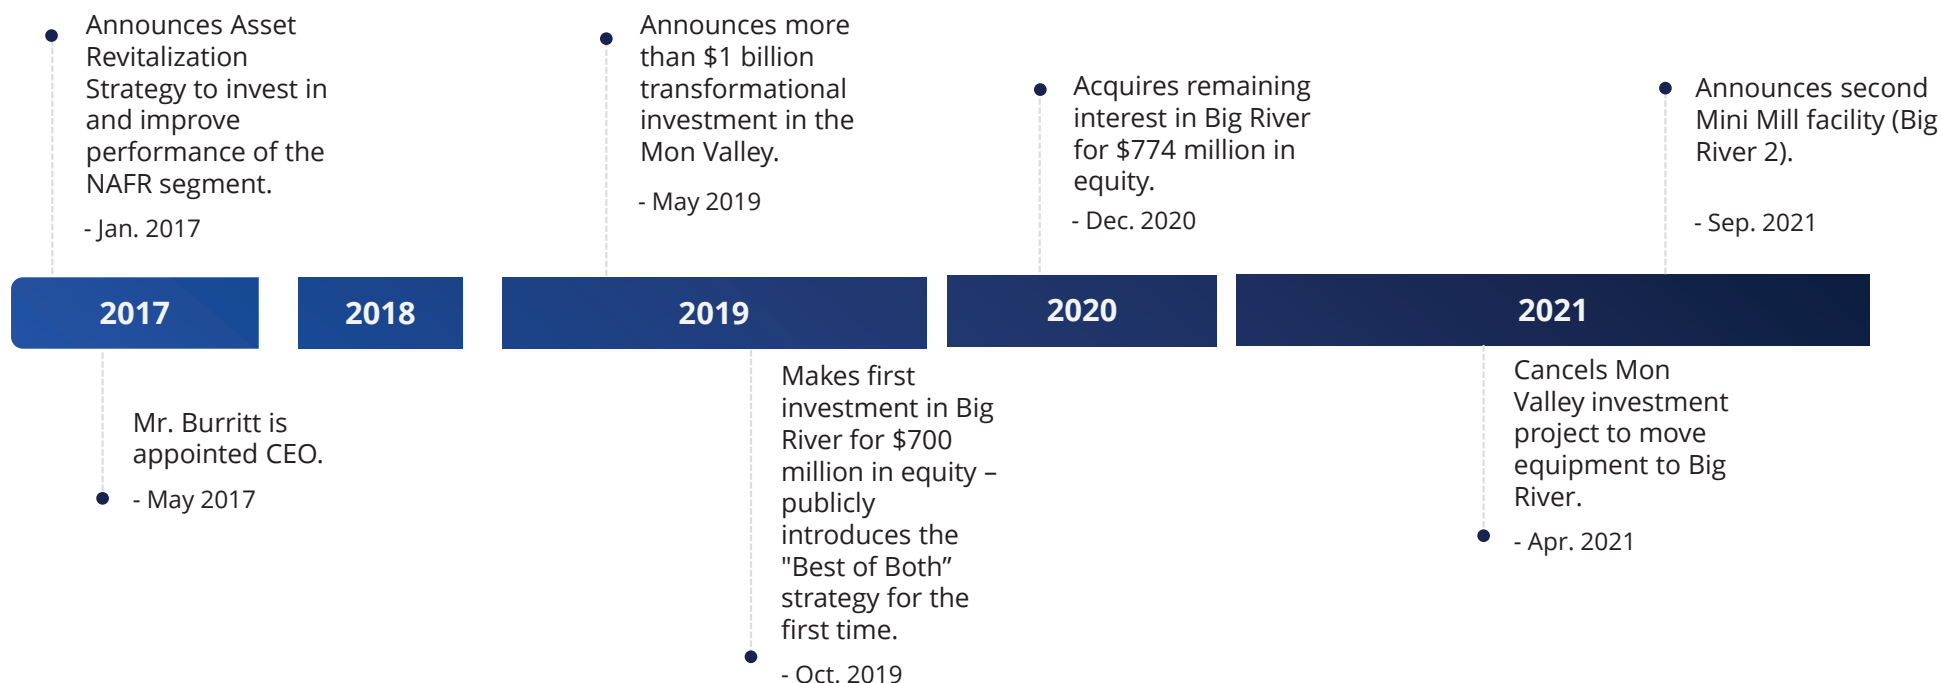 Announces Asset
Revitalization
Strategy to invest in
and improve
performance of the
NAFR segment.
- Jan. 2017
Announces more
than $1 billion
transformational
investment in the
Mon Valley.
- May 2019
Acquires remaining
interest in Big River
for $774 million in
equity.
- Dec. 2020
Announces second
Mini Mill facility (Big
River 2).
- Sep. 2021
2017
2018
2019
2020
2021
Mr. Burritt is
appointed CEO.
- May 2017
Makes first
investment in Big
River for $700
million in equity –
publicly
introduces the
"Best of Both”
strategy for the
first time.
- Oct. 2019
Cancels Mon
Valley investment
project to move
equipment to Big
River.
- Apr. 2021